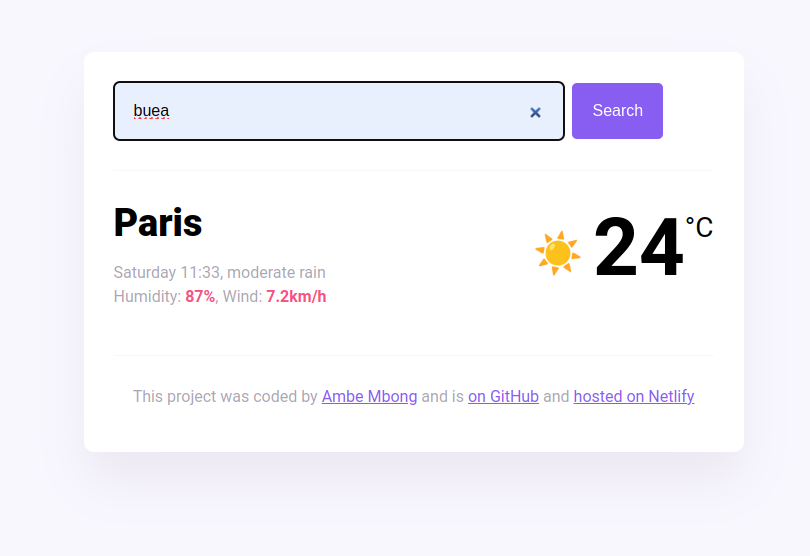 buea
Search
Paris
24°C
Saturday 11:33, moderate rain
Humidity: 87%, Wind: 7.2km/h
This project was coded by Ambe Mbong and is on GitHub and hosted on Netlify